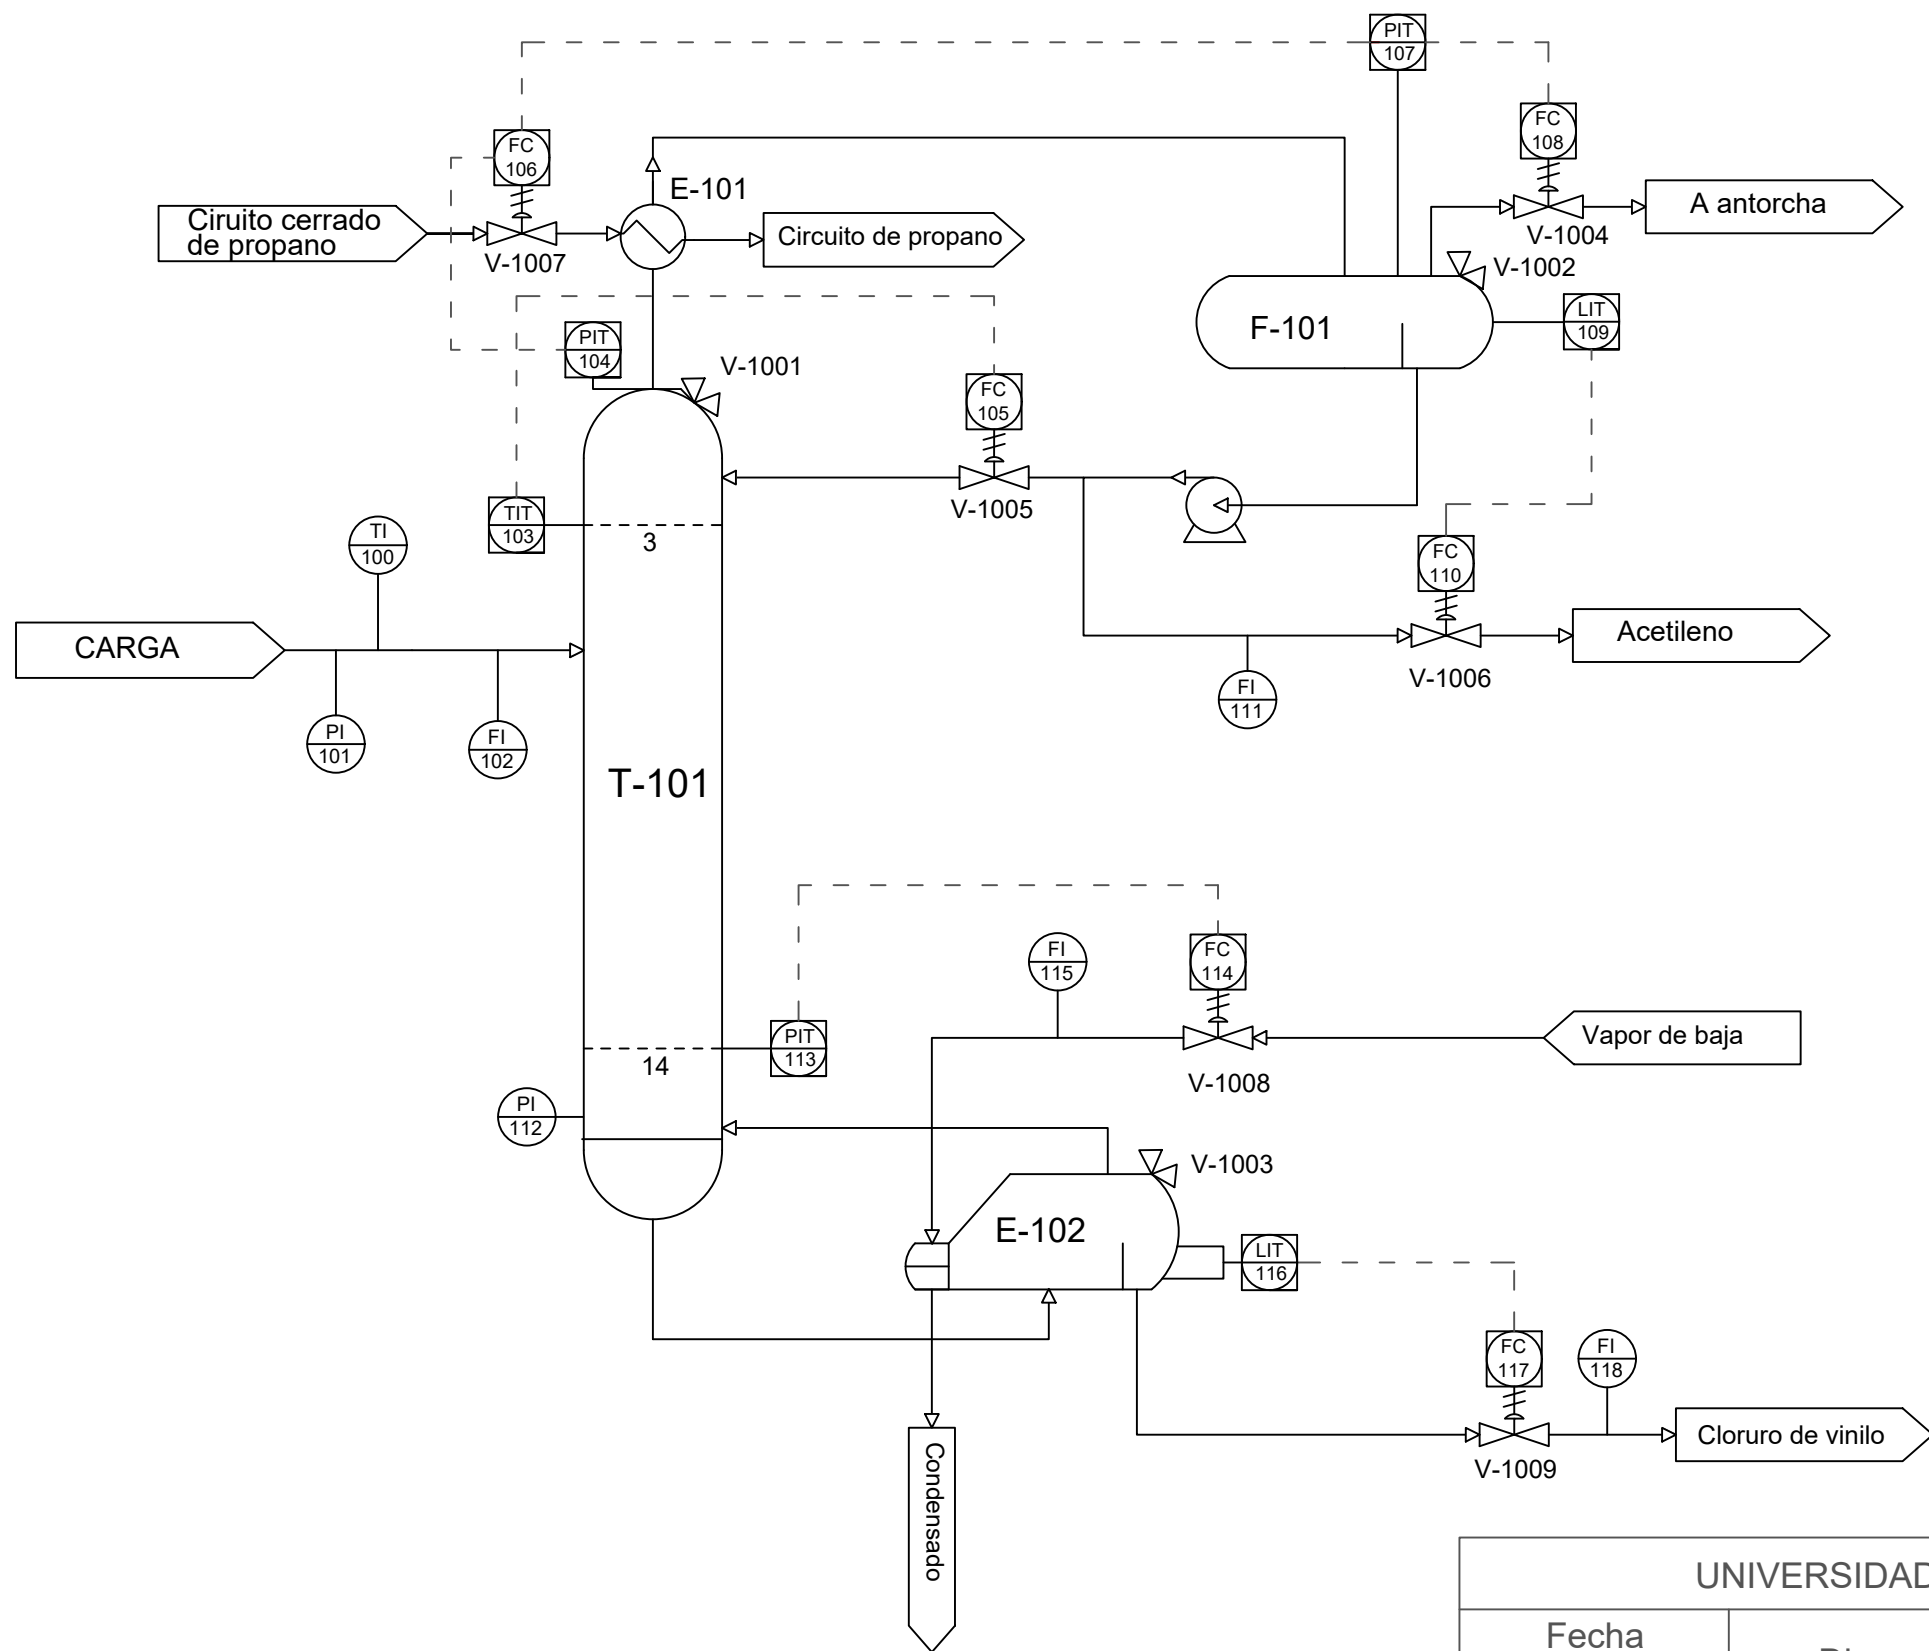 PIT
107
FC
108
FC
106
E-101
A antorcha
Ciruito cerrado
de propano
Circuito de propano
V-1004
V-1007
V-1002
LIT
109
F-101
PIT
104
V-1001
FC
105
V-1005
TIT
103
3
TI
100
FC
110
CARGA
Acetileno
V-1006
FI
111
PI
101
FI
102
T-101
FI
115
FC
114
Vapor de baja
PIT
113
14
V-1008
PI
112
V-1003
E-102
LIT
116
FC
117
FI
118
Cloruro de vinilo
V-1009
Condensado
UNIVERSIDAD
Fecha